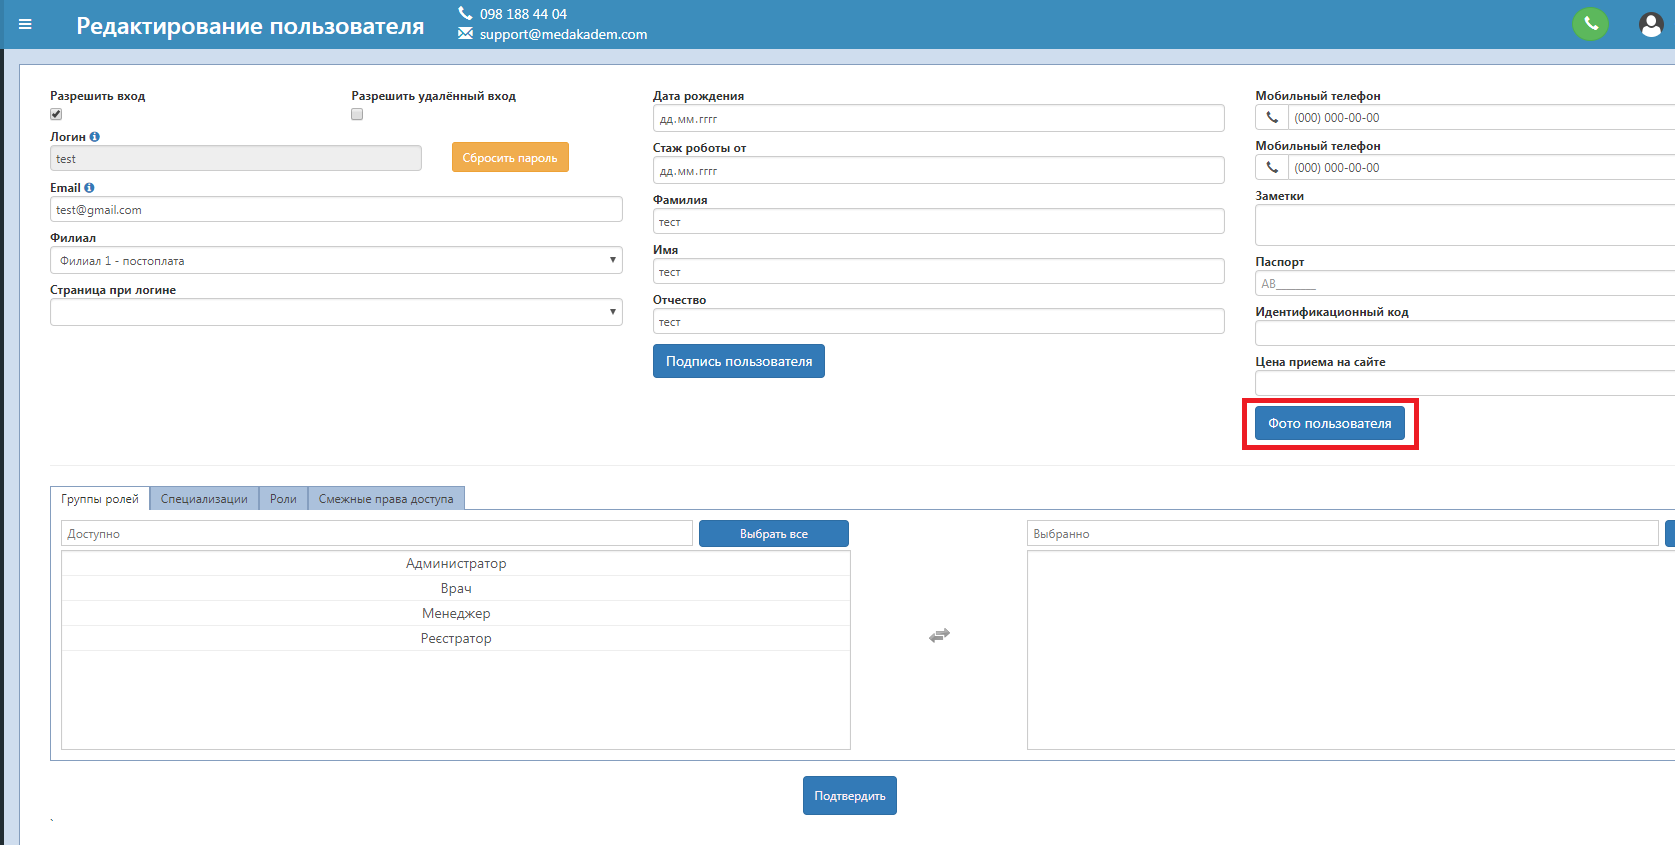 Редактирование пользователя
098 188 44 04
support@medakadem.com
Разрешить вход
Разрешить удалённый вход
Логин
test
Сбросить пароль
Email
test@gmail.com
Филиал
Филиал 1 - постоплата
Страница при логине
Дата рождения
дд.мм.гггг
Стаж роботы от
дд.мм.гггг
Фамилия
тест
Имя
тест
Отчество
тест
Подпись пользователя
Мобильный телефон
(000) 000-00-00
Мобильный телефон
(000) 000-00-00
Заметки
Паспорт
АВ______
Идентификационный код
Цена приема на сайте
Фото пользователя
Группы ролей
Специализации
Роли
Смежные права доступа
Доступно
Выбрать все
Администратор
Врач
Менеджер
Реєстратор
Выбранно
Подтвердить
`